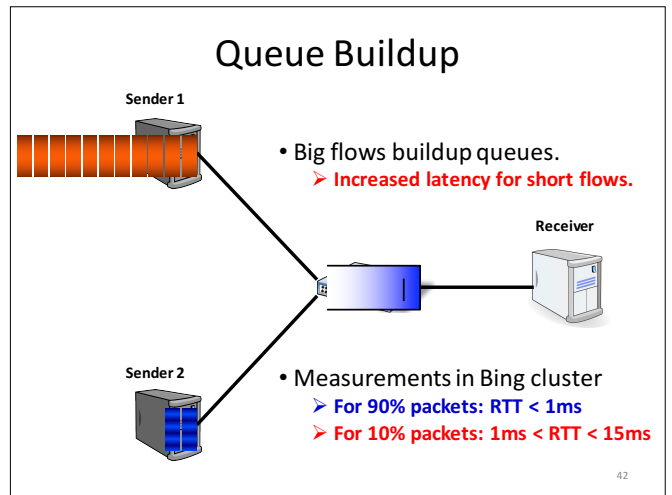 Queue Buildup
Sender 1
• Big flows buildup queues.
➢ Increased latency for short flows.
Receiver
Sender 2
• Measurements in Bing cluster
➢ For 90% packets: RTT < 1ms
➢ For 10% packets: 1ms < RTT < 15ms
42